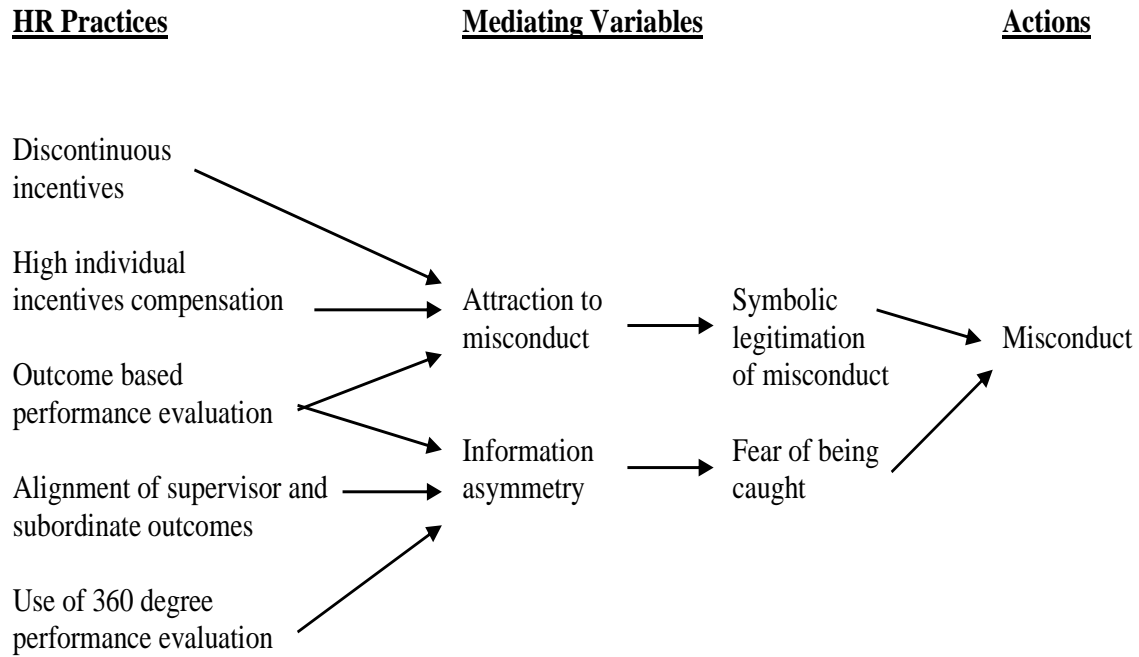 HR Practices
Mediating Variables
Actions
Discontinuous
incentives
High individual
incentives compensation
Outcome based
performance evaluation
Alignment of supervisor and
subordinate outcomes
Use of 360 degree
performance evaluation
Attraction to
misconduct
Information
asymmetry
Symbolic
legitimation
of misconduct
Fear of being
caught
Misconduct